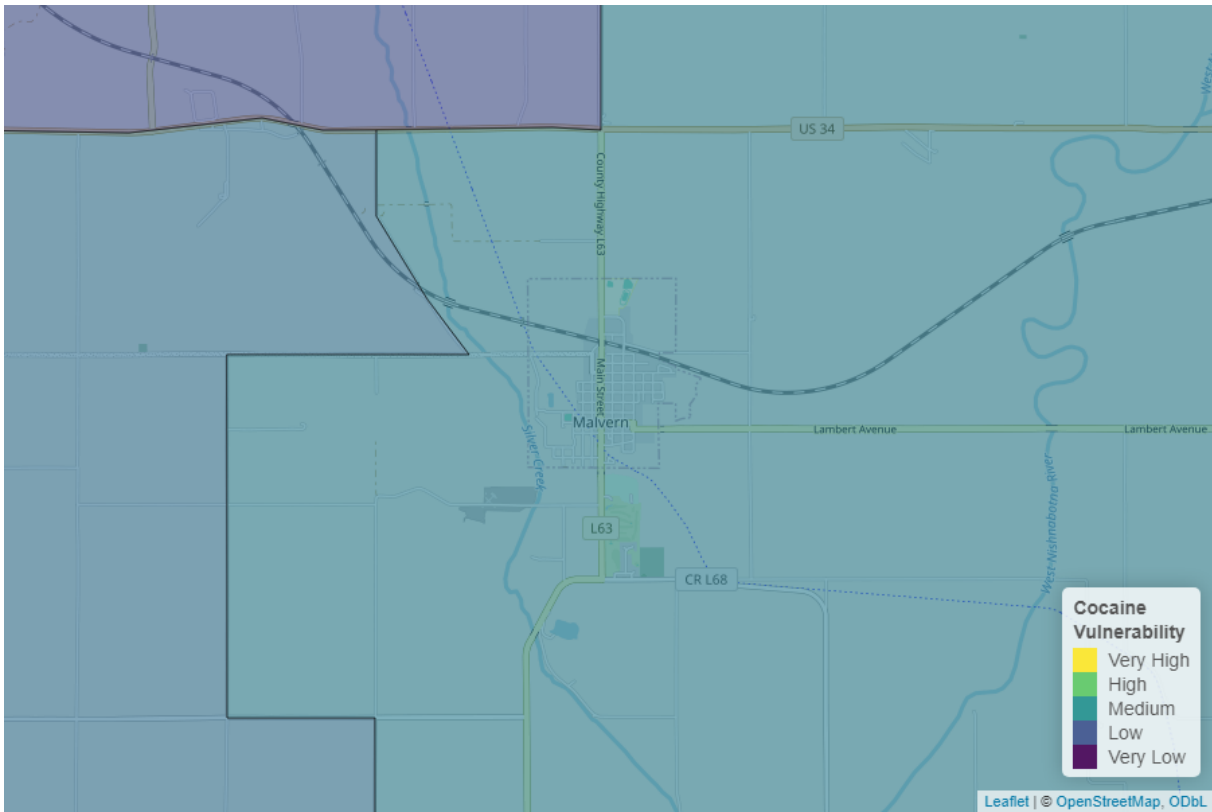 US 34
County Highway L63
Main Street
Malvern
Lambert Avenue
Lambert Avenue
Silver Creek
West Nishnabotna River
L63
CR L68
Cocaine
Vulnerability
Very High
High
Medium
Low
Very Low
Leaflet | © OpenStreetMap, ODbL